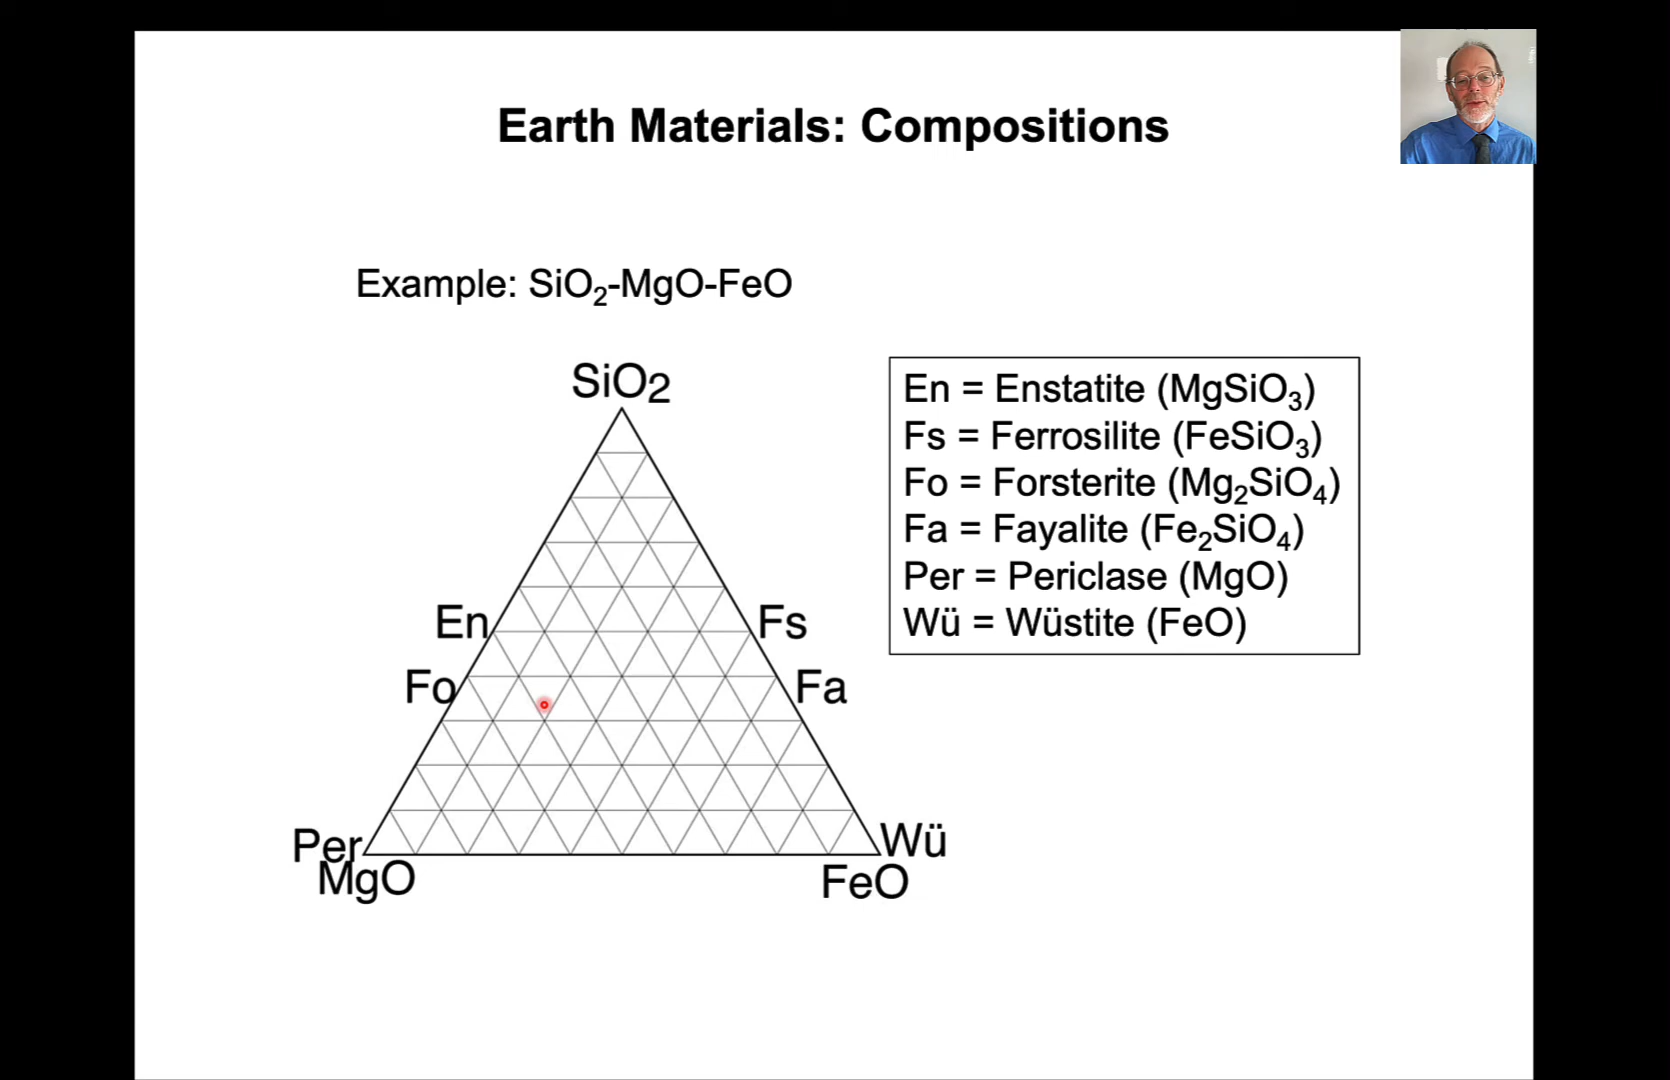 Earth Materials: Compositions
Example: SiO₂-MgO-FeO
SiO2
En = Enstatite (MgSiO₃)
Fs = Ferrosilite (FeSiO₃)
Fo = Forsterite (Mg₂SiO₄)
Fa = Fayalite (Fe₂SiO₄)
Per = Periclase (MgO)
Wü = Wüstite (FeO)
En
Fs
Fo
Fa
Per
Wü
MgO
FeO